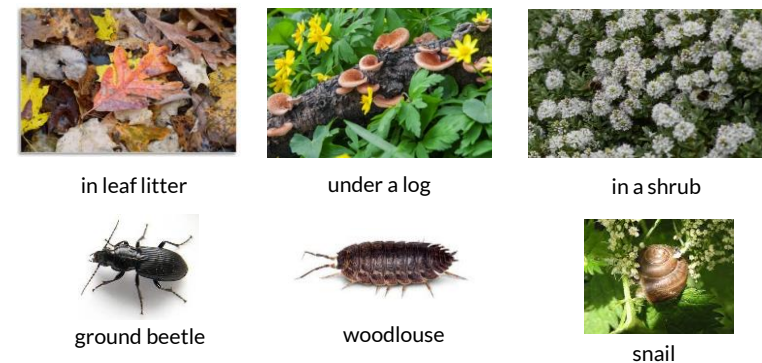 in leaf litter
under a log
in a shrub
ground beetle
woodlouse
snail